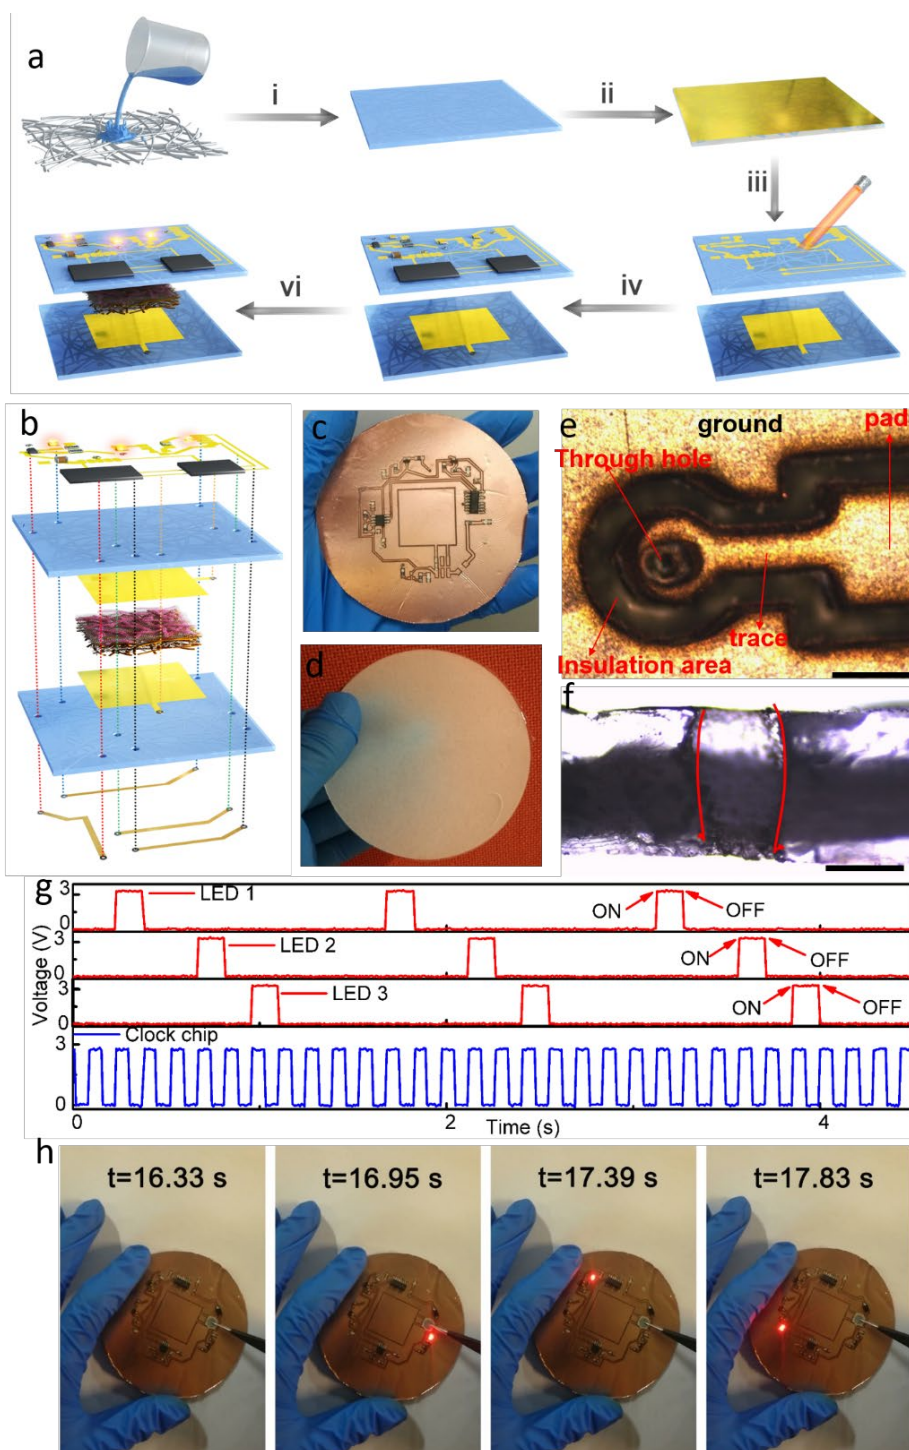 a
i
ii
iii
vi
iv
b
c
d
e
ground
pad
Through hole
trace
Insulation area
f
g
3
LED 1
ON
OFF
0
3
LED 2
ON
OFF
0
3
LED 3
ON
OFF
0
Voltage (V)
Clock chip
3
0
0
2
4
Time (s)
h
t=16.33 s
t=16.95 s
t=17.39 s
t=17.83 s